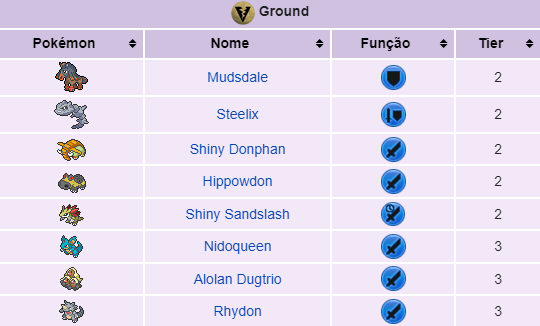 Ground
Pokémon Nome Função Tier
Mudsdale 2
Steelix 2
Shiny Donphan 2
Hippowdon 2
Shiny Sandslash 2
Nidoqueen 3
Alolan Dugtrio 3
Rhydon 3